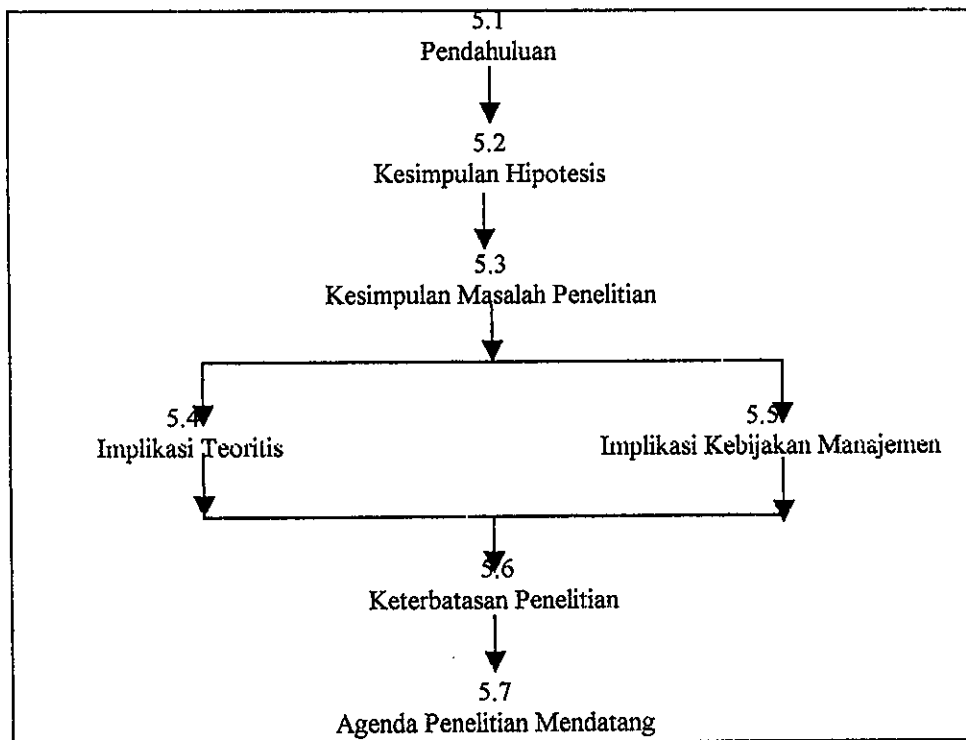 5.1
Pendahuluan
5.2
Kesimpulan Hipotesis
5.3
Kesimpulan Masalah Penelitian
5.4
Implikasi Teoritis
5.5
Implikasi Kebijakan Manajemen
5.6
Keterbatasan Penelitian
5.7
Agenda Penelitian Mendatang